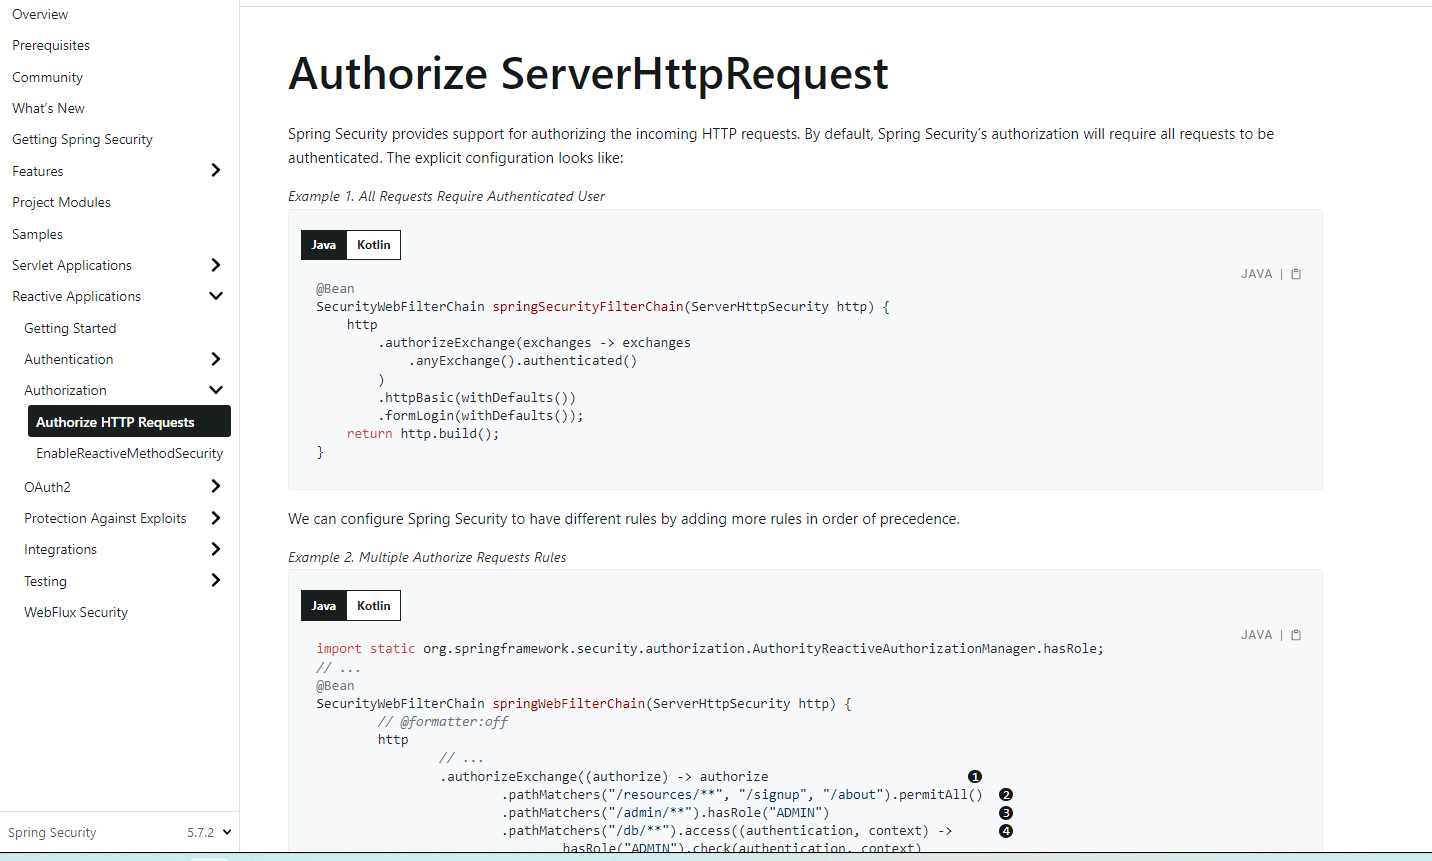 Overview
Prerequisites
Community
What's New
Getting Spring Security
Features
Project Modules
Samples
Servlet Applications
Reactive Applications
Getting Started
Authentication
Authorization
Authorize HTTP Requests
EnableReactiveMethodSecurity
OAuth2
Protection Against Exploits
Integrations
Testing
WebFlux Security
Spring Security 5.7.2
Authorize ServerHttpRequest
Spring Security provides support for authorizing the incoming HTTP requests. By default, Spring Security's authorization will require all requests to be
authenticated. The explicit configuration looks like:
Example 1. All Requests Require Authenticated User
Java Kotlin
JAVA |
@Bean
SecurityWebFilterChain springSecurityFilterChain(ServerHttpSecurity http) {
    http
        .authorizeExchange(exchanges -> exchanges
            .anyExchange().authenticated()
        )
        .httpBasic(withDefaults())
        .formLogin(withDefaults());
    return http.build();
}
We can configure Spring Security to have different rules by adding more rules in order of precedence.
Example 2. Multiple Authorize Requests Rules
Java Kotlin
JAVA |
import static org.springframework.security.authorization.AuthorityReactiveAuthorizationManager.hasRole;
// ...
@Bean
SecurityWebFilterChain springWebFilterChain(ServerHttpSecurity http) {
        // @formatter:off
        http
                // ...
                .authorizeExchange((authorize) -> authorize 1
                        .pathMatchers("/resources/**", "/signup", "/about").permitAll() 2
                        .pathMatchers("/admin/**").hasRole("ADMIN") 3
                        .pathMatchers("/db/**").access((authentication, context) -> 4
                                hasRole("ADMIN").check(authentication, context)